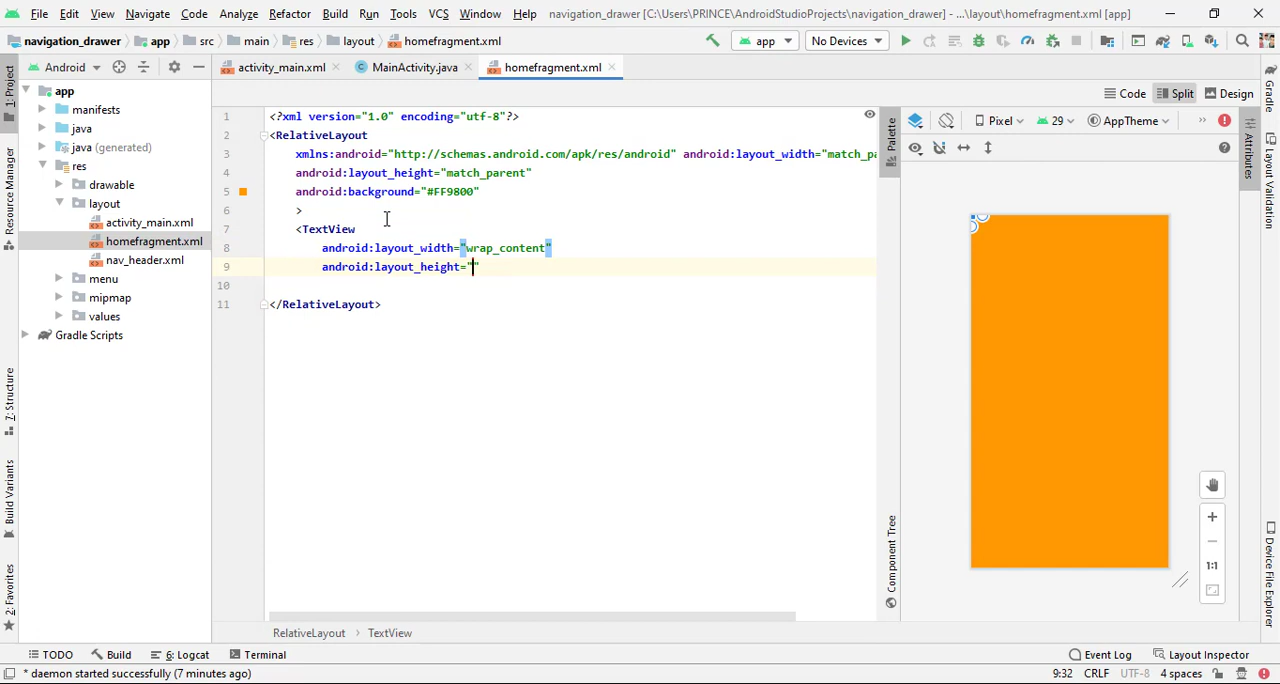 File Edit View Navigate Code Analyze Refactor Build Run Tools VCS Window Help navigation_drawer [C:\Users\PRINCE\AndroidStudioProjects\navigation_drawer] - ...\layout\homefragment.xml [app]
navigation_drawer app src main res layout homefragment.xml app No Devices
Android activity_main.xml MainActivity.java homefragment.xml
Code Split Design
app
manifests
java
java (generated)
res
drawable
layout
activity_main.xml
homefragment.xml
nav_header.xml
menu
mipmap
values
Gradle Scripts
1 <?xml version="1.0" encoding="utf-8"?>
2 <RelativeLayout
3 xmlns:android="http://schemas.android.com/apk/res/android" android:layout_width="match_pa
4 android:layout_height="match_parent"
5 android:background="#FF9800"
6 >
7 <TextView
8 android:layout_width="wrap_content"
9 android:layout_height=""
10
11 </RelativeLayout>
Pixel 29 AppTheme
1:1
RelativeLayout TextView
1: Project
Resource Manager
7: Structure
Build Variants
2: Favorites
Palette
Component Tree
Attributes
Gradle
Layout Validation
Device File Explorer
TODO Build 6: Logcat Terminal Event Log Layout Inspector
* daemon started successfully (7 minutes ago) 9:32 CRLF UTF-8 4 spaces